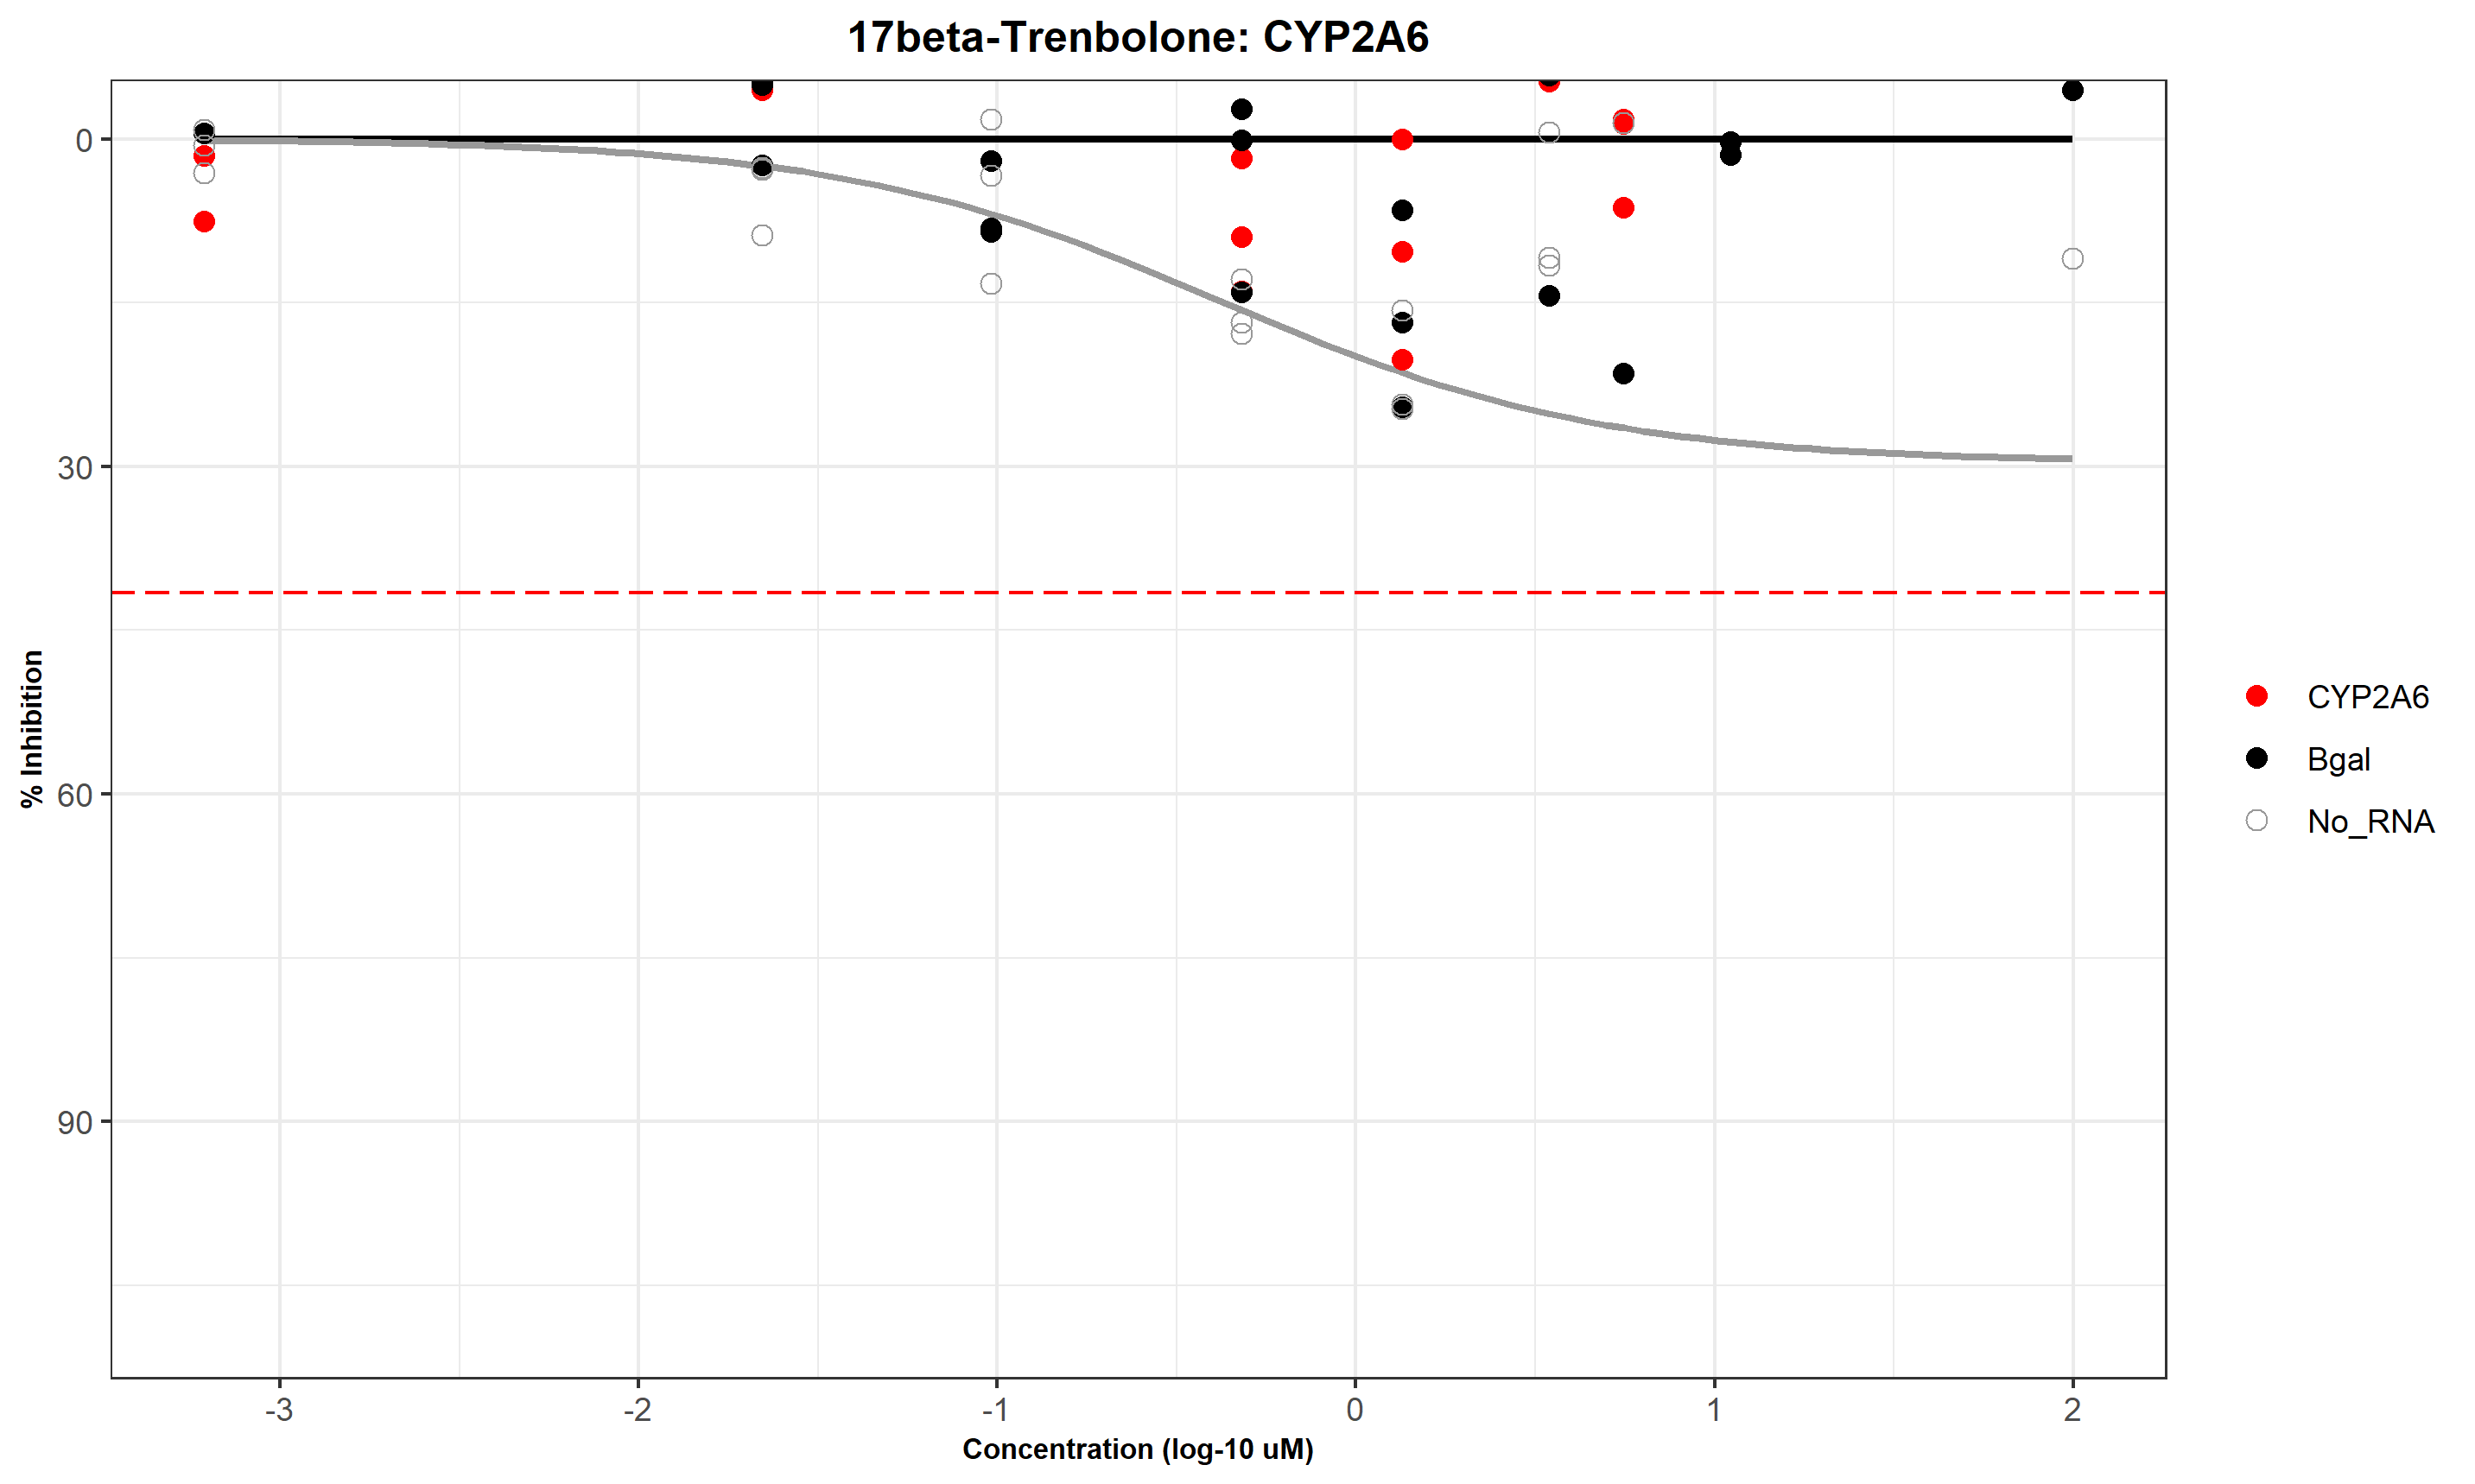 17beta-Trenbolone: CYP2A6
0
30
60
90
% Inhibition
-3
-2
-1
0
1
2
Concentration (log-10 uM)
CYP2A6
Bgal
No_RNA